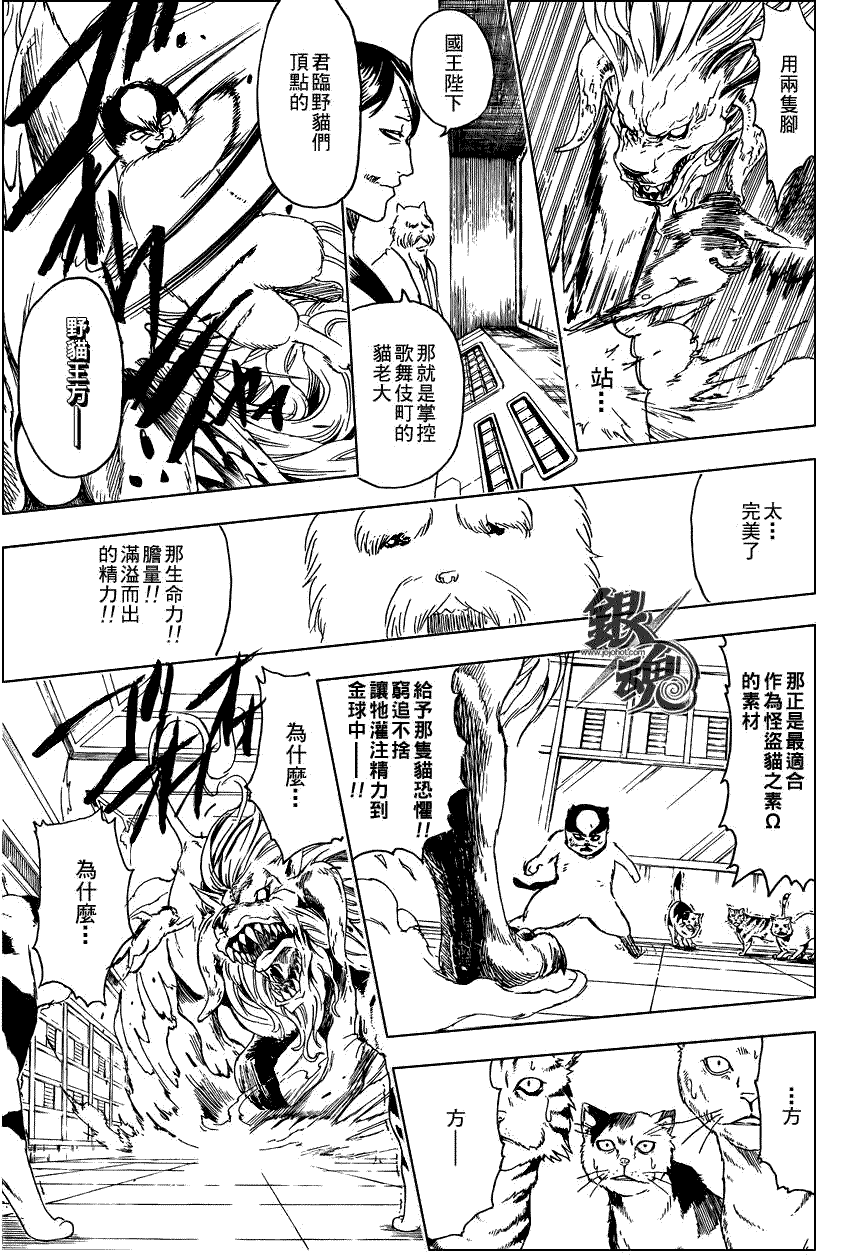 用兩隻腳
站…
國王陛下
那就是掌控
歌舞伎町的
貓老大
君臨野貓們
頂點的
野貓王方──
太…
完美了
那生命力!!
膽量!!
滿溢而出
的精力!!
銀魂
www.jojohot.com
那正是最適合
作為怪盜貓之素Ω
的素材
給予那隻貓恐懼!!
窮追不捨
讓牠灌注精力到
金球中──!!
為什麼…
為什麼…
…方
方──